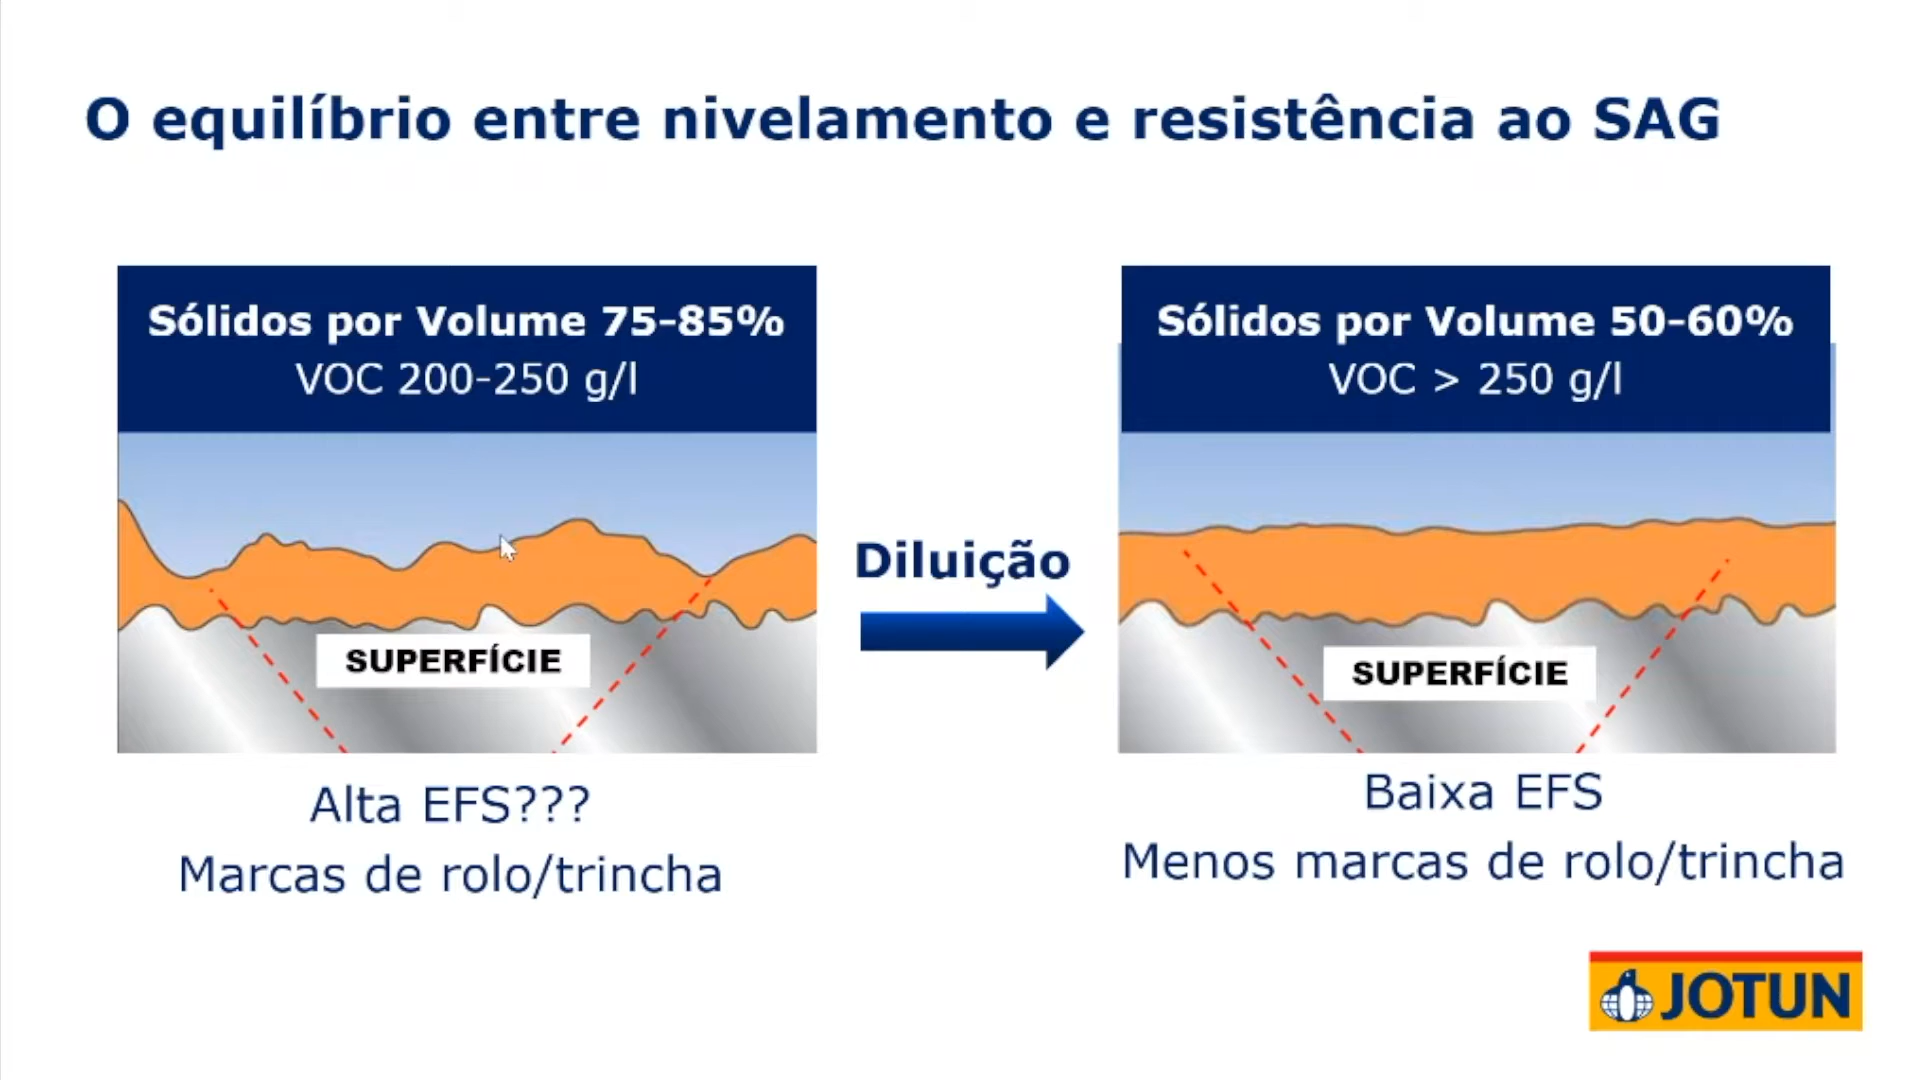 O equilíbrio entre nivelamento e resistência ao SAG
Sólidos por Volume 75-85%
VOC 200-250 g/l
SUPERFÍCIE
Alta EFS???
Marcas de rolo/trincha
Diluição
Sólidos por Volume 50-60%
VOC > 250 g/l
SUPERFÍCIE
Baixa EFS
Menos marcas de rolo/trincha
JOTUN